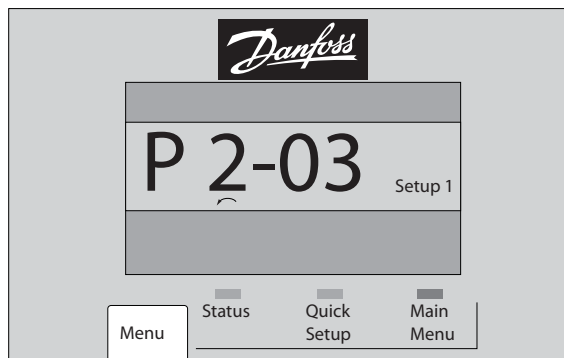 Danfoss
P 2-03
Setup 1
Status
Quick
Setup
Main
Menu
Menu